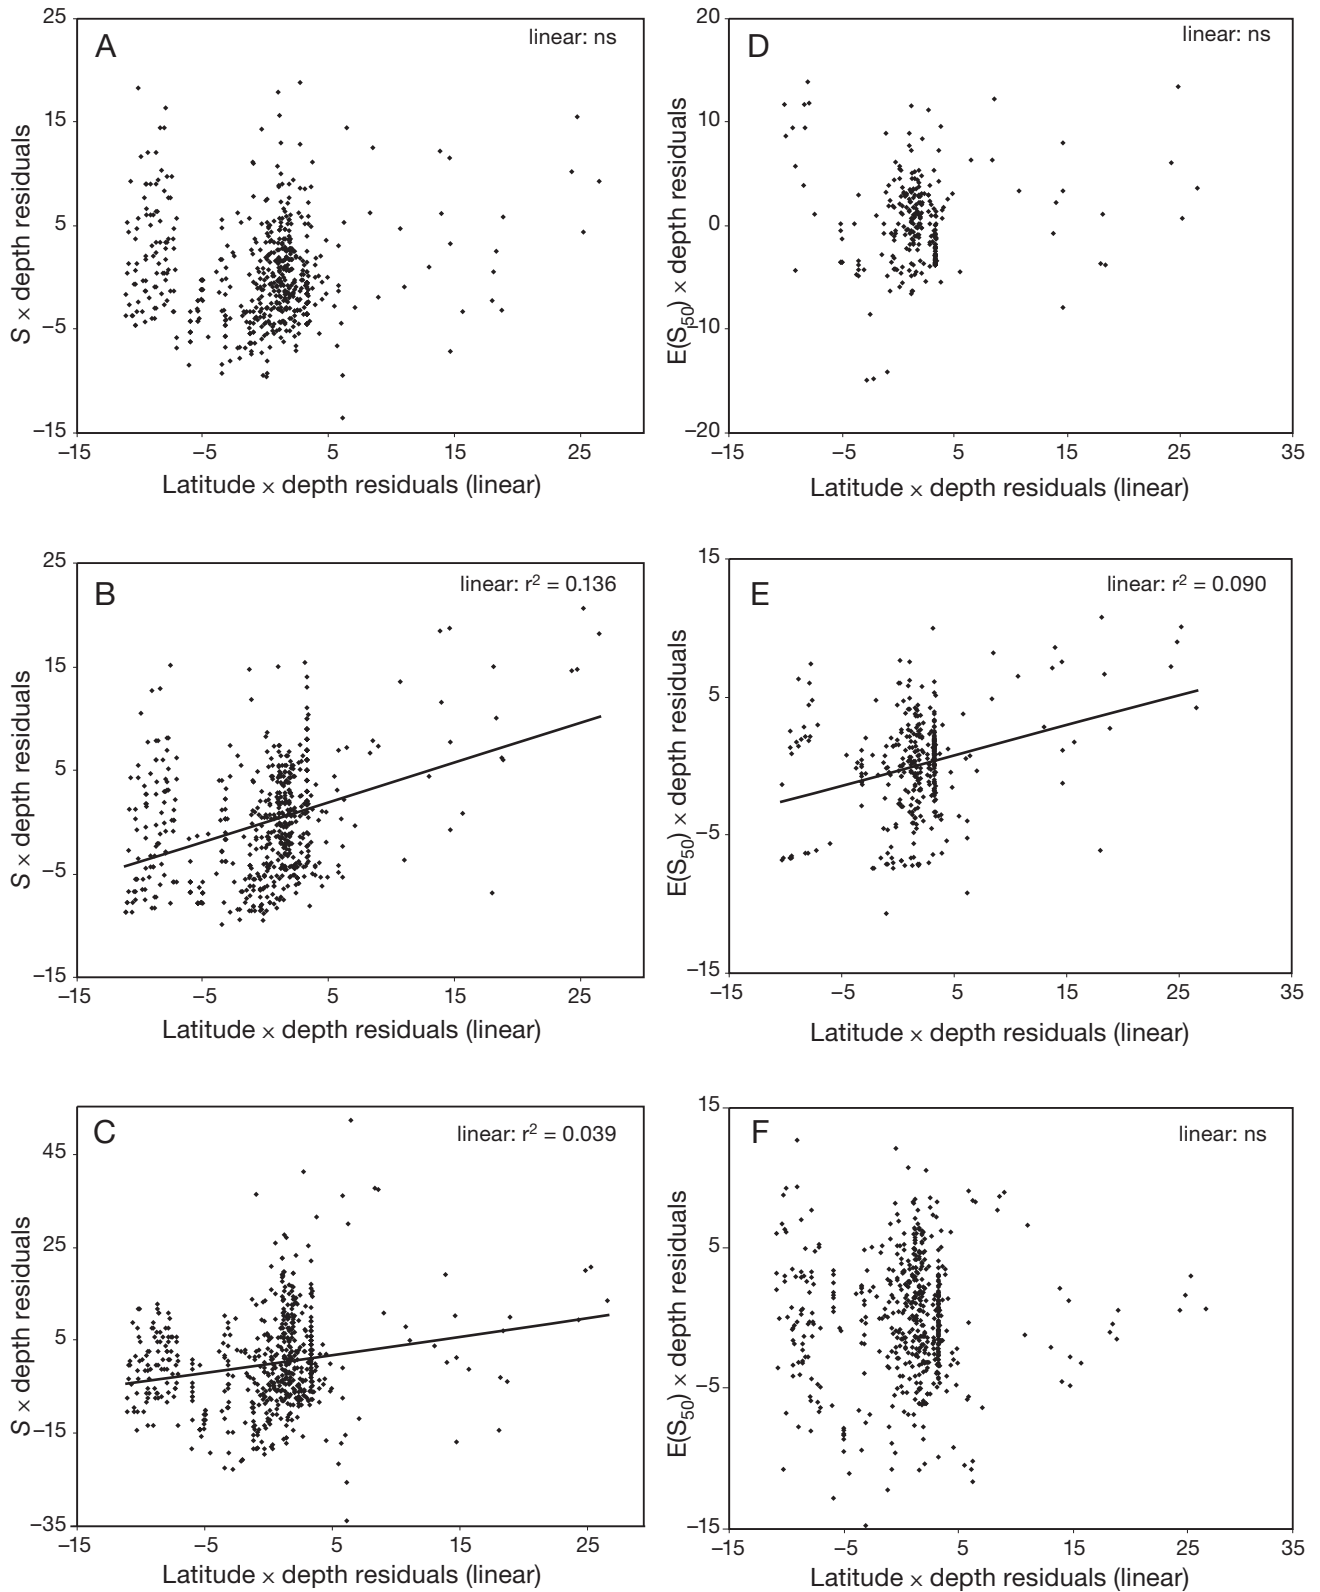 A
linear: ns
25
15
5
−5
−15
−15
−5
5
15
25
S × depth residuals
Latitude × depth residuals (linear)
D
linear: ns
20
10
0
−10
−20
−15
−5
5
15
25
35
E(S50) × depth residuals
Latitude × depth residuals (linear)
B
linear: r² = 0.136
25
15
5
−5
−15
−15
−5
5
15
25
S × depth residuals
Latitude × depth residuals (linear)
E
linear: r² = 0.090
15
5
−5
−15
−15
−5
5
15
25
35
E(S50) × depth residuals
Latitude × depth residuals (linear)
C
linear: r² = 0.039
45
25
5
−15
−35
−15
−5
5
15
25
S × depth residuals
Latitude × depth residuals (linear)
F
linear: ns
15
5
−5
−15
−15
−5
5
15
25
35
E(S50) × depth residuals
Latitude × depth residuals (linear)